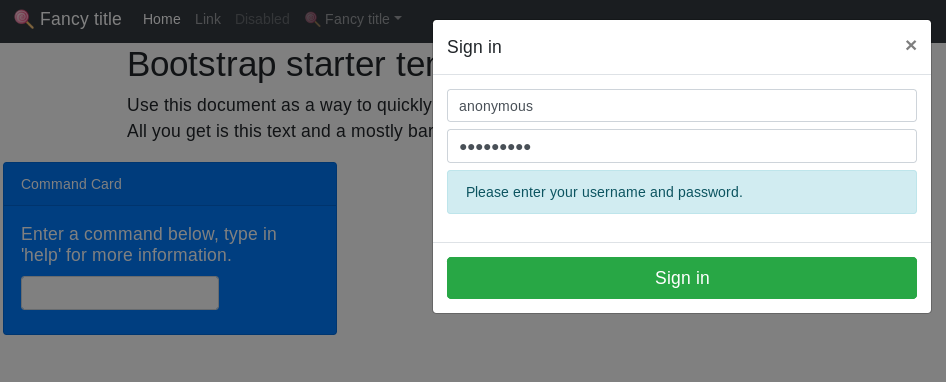 Fancy title Home Link Disabled Fancy title
Bootstrap starter
Use this document as a way to quickly
All you get is this text and a mostly
Command Card
Enter a command below, type in
'help' for more information.
Sign in ×
anonymous
●●●●●●●●●
Please enter your username and password.
Sign in